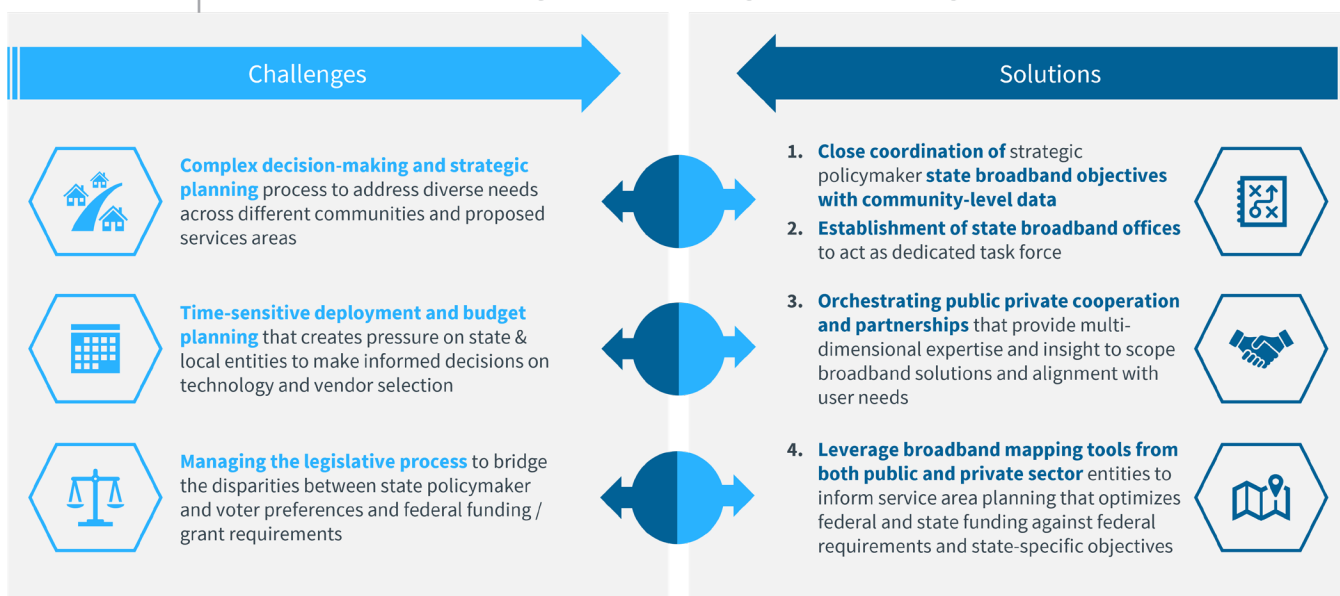 Challenges
Complex decision-making and strategic
planning process to address diverse needs
across different communities and proposed
services areas
Time-sensitive deployment and budget
planning that creates pressure on state &
local entities to make informed decisions on
technology and vendor selection
Managing the legislative process to bridge
the disparities between state policymaker
and voter preferences and federal funding /
grant requirements
Solutions
1. Close coordination of strategic
policymaker state broadband objectives
with community-level data
2. Establishment of state broadband offices
to act as dedicated task force
3. Orchestrating public private cooperation
and partnerships that provide multi-
dimensional expertise and insight to scope
broadband solutions and alignment with
user needs
4. Leverage broadband mapping tools from
both public and private sector entities to
inform service area planning that optimizes
federal and state funding against federal
requirements and state-specific objectives